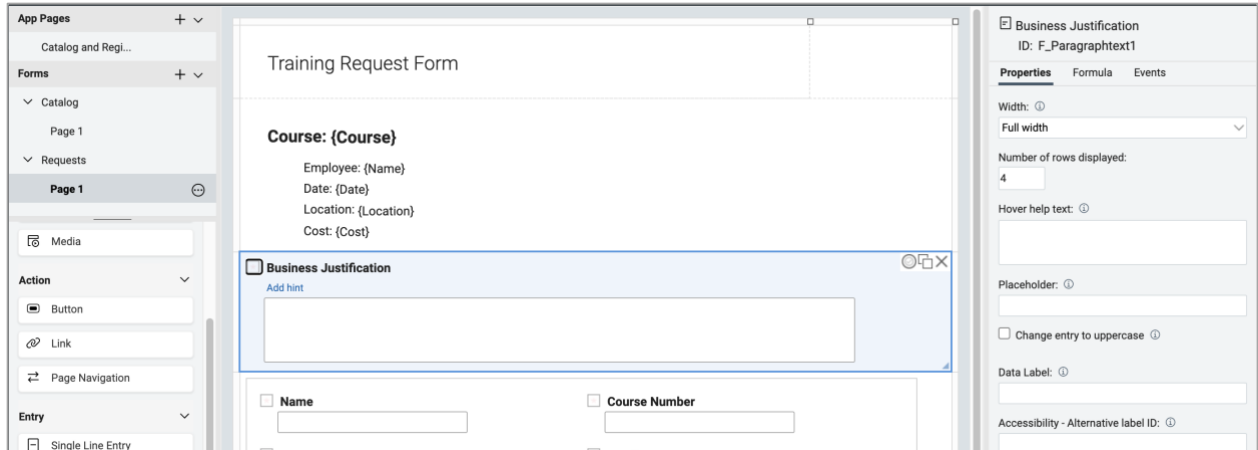 App Pages
Catalog and Regi...
Forms
Catalog
Page 1
Requests
Page 1
Media
Action
Button
Link
Page Navigation
Entry
Single Line Entry
Training Request Form
Course: {Course}
Employee: {Name}
Date: {Date}
Location: {Location}
Cost: {Cost}
Business Justification
Add hint
Name
Course Number
Business Justification
ID: F_Paragraphtext1
Properties Formula Events
Width:
Full width
Number of rows displayed:
4
Hover help text:
Placeholder:
Change entry to uppercase
Data Label:
Accessibility - Alternative label ID: